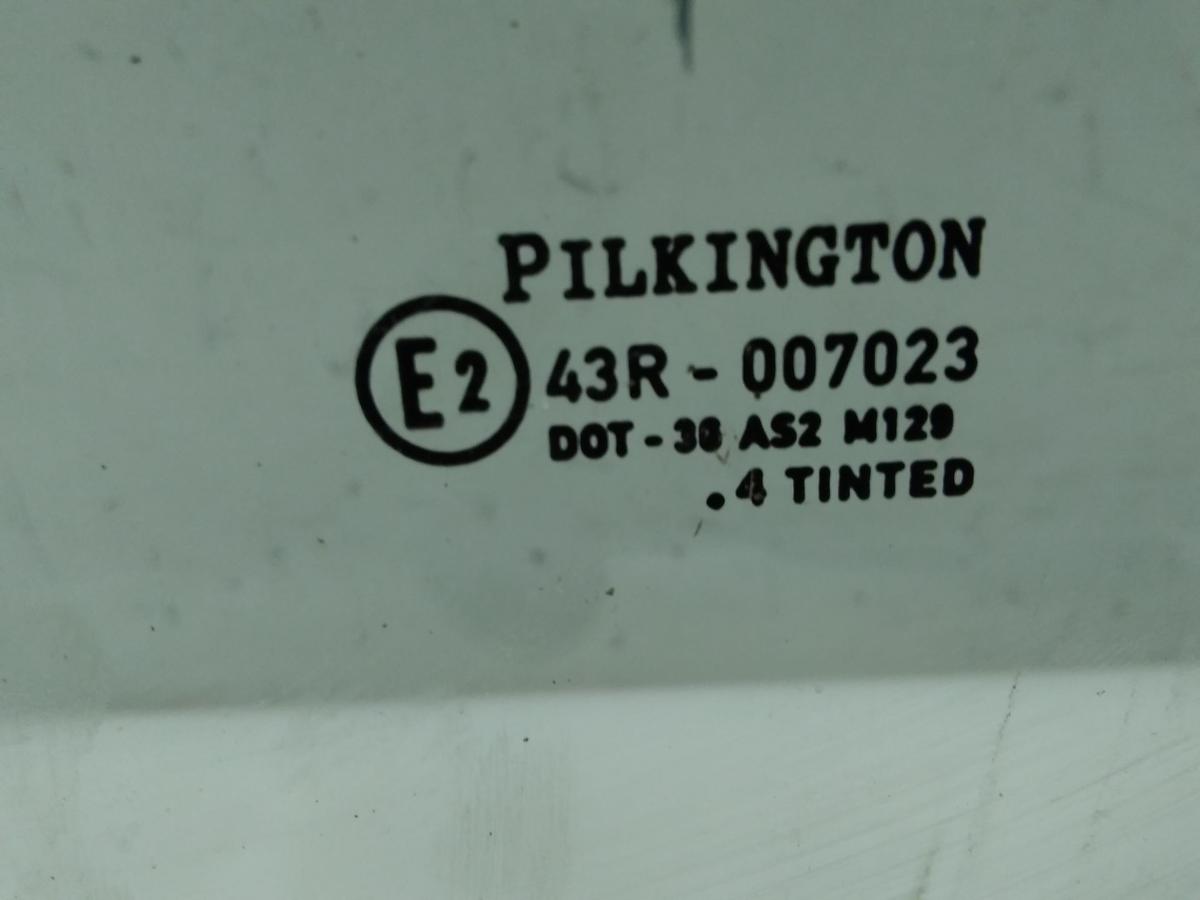 PILKINGTON
E2 43R - 007023
DOT - 36 AS2 M129
.4 TINTED